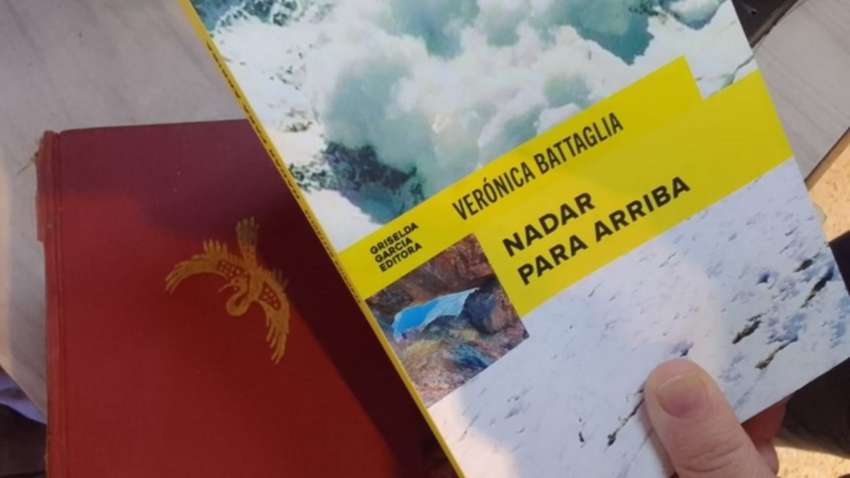 VERÓNICA BATTAGLIA
NADAR
PARA ARRIBA
GRISELDA
GARCÍA
EDITORA